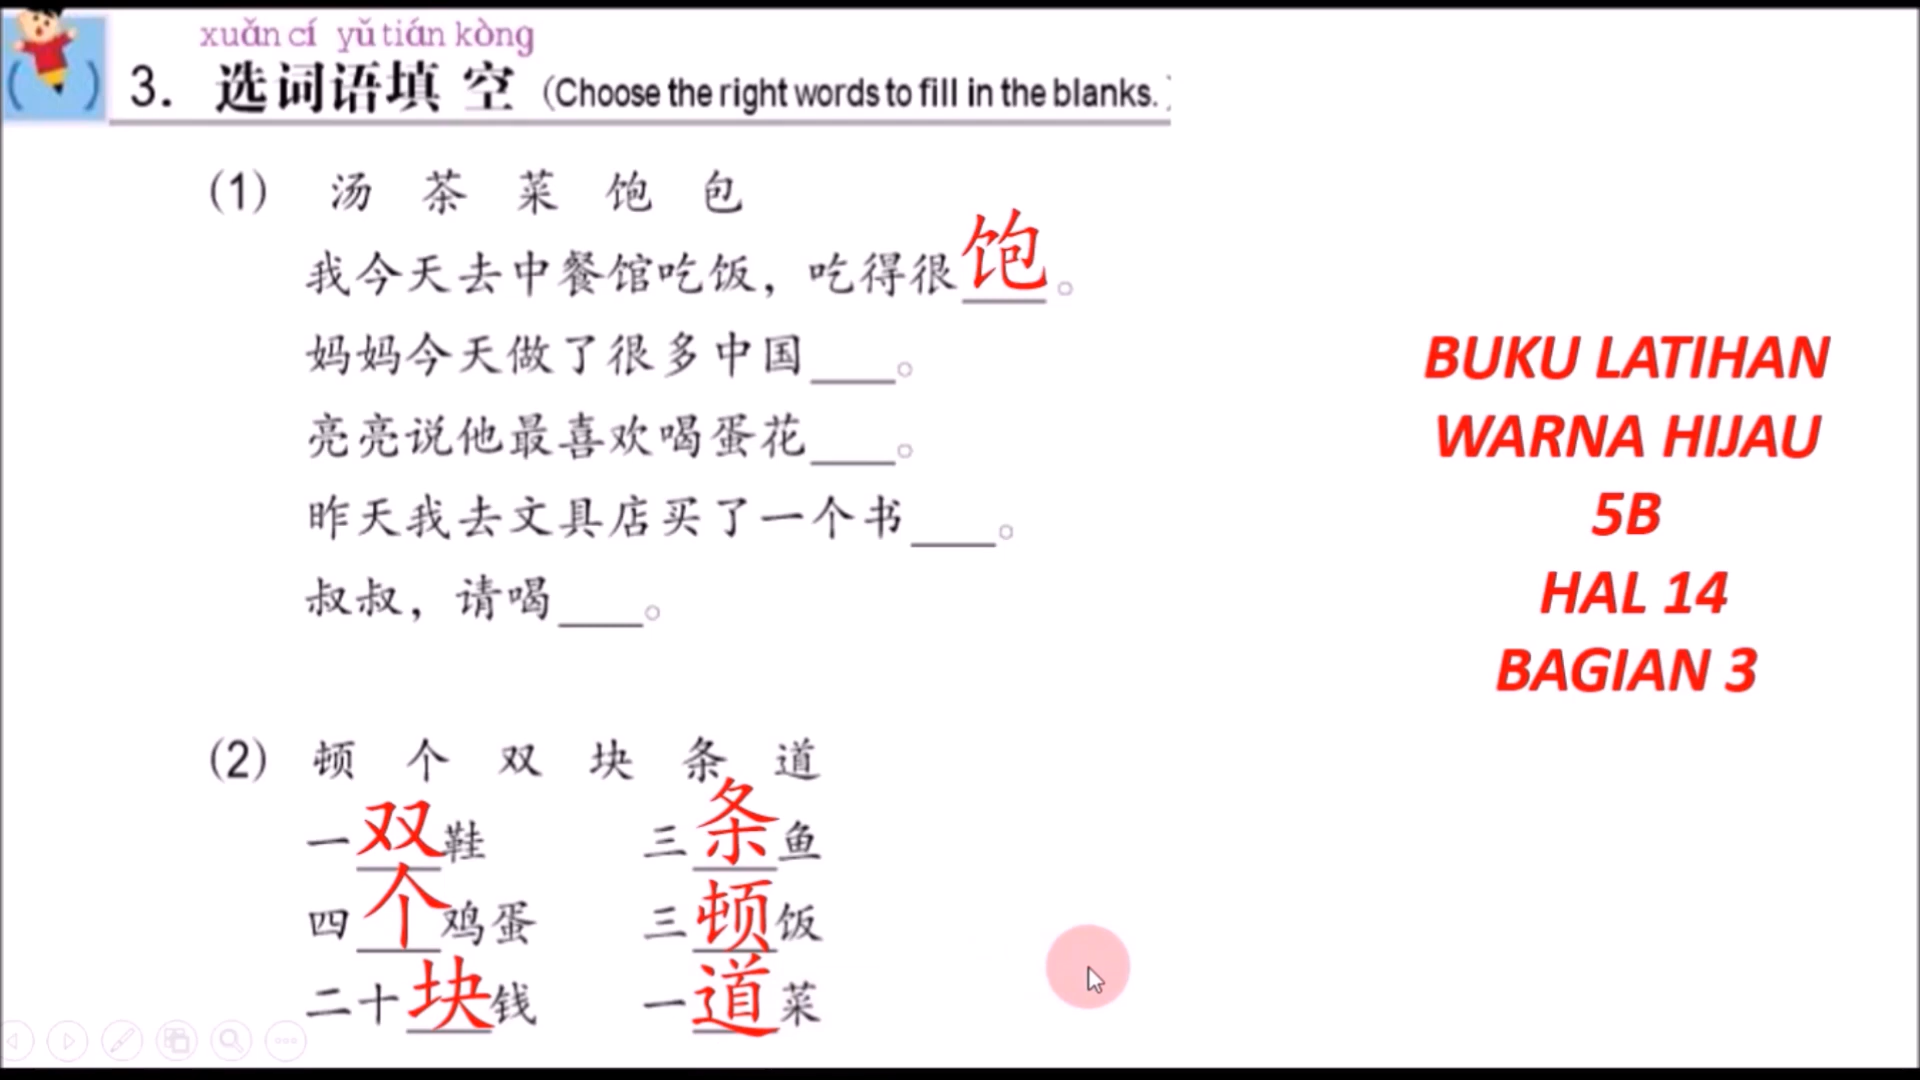 xuǎn cí yǔ tián kòng
3. 选词语填空 (Choose the right words to fill in the blanks.)
(1) 汤 茶 菜 饱 包
我今天去中餐馆吃饭，吃得很饱。
妈妈今天做了很多中国____。
亮亮说他最喜欢喝蛋花____。
昨天我去文具店买了一个书____。
叔叔，请喝____。
(2) 顿 个 双 块 条 道
一双鞋 三条鱼
四个鸡蛋 三顿饭
二十块钱 一道菜
BUKU LATIHAN
WARNA HIJAU
5B
HAL 14
BAGIAN 3